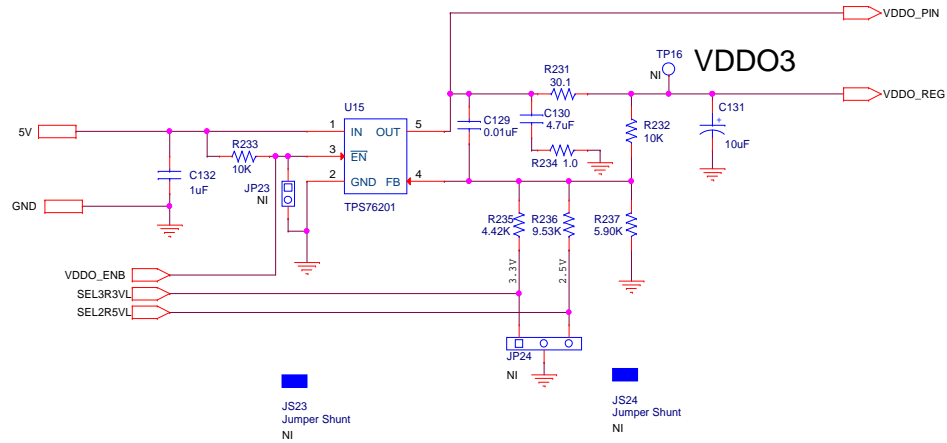 VDDO_PIN
TP16
NI
VDDO3
R231
30.1
VDDO_REG
U15
C129
0.01uF
C130
4.7uF
C131
10uF
+
R232
10K
5V
1
IN
OUT
5
R233
10K
3
EN
R234 1.0
C132
1uF
JP23
NI
2
GND
FB
4
TPS76201
GND
R235
4.42K
R236
9.53K
R237
5.90K
VDDO_ENB
SEL3R3VL
SEL2R5VL
3.3V
2.5V
JP24
NI
JS23
Jumper Shunt
NI
JS24
Jumper Shunt
NI